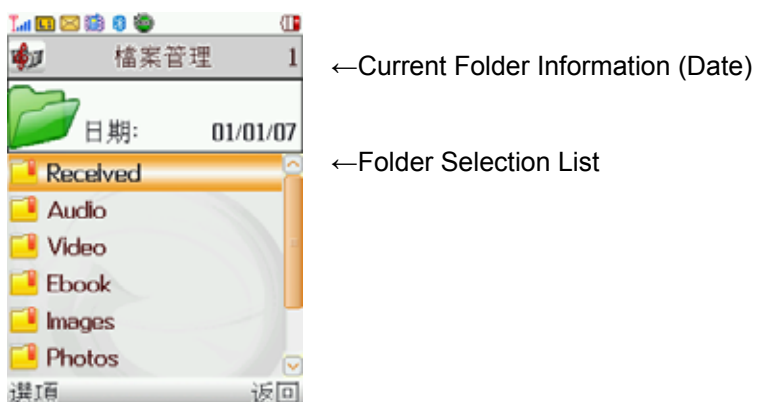 L1
檔案管理 1
←Current Folder Information (Date)
日期: 01/01/07
←Folder Selection List
Received
Audio
Video
Ebook
Images
Photos
選項 返回